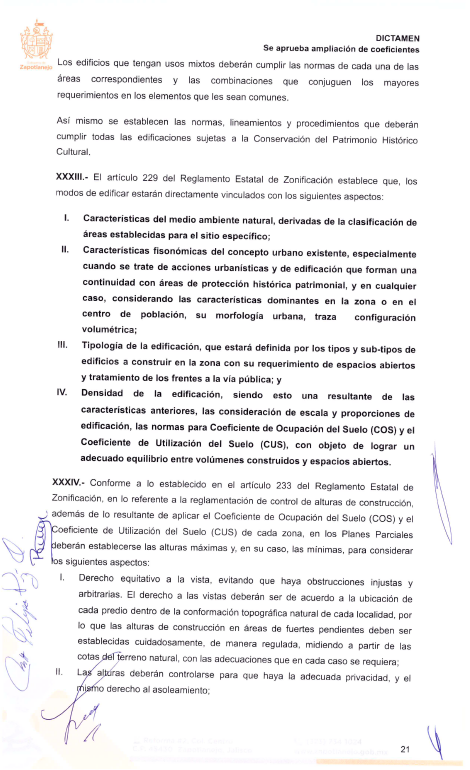 DICTAMEN
Se aprueba ampliación de coeficientes
Zapotlanejo
Los edificios que tengan usos mixtos deberán cumplir las normas de cada una de las
áreas correspondientes y las combinaciones que conjuguen los mayores
requerimientos en los elementos que les sean comunes.
Así mismo se establecen las normas, lineamientos y procedimientos que deberán
cumplir todas las edificaciones sujetas a la Conservación del Patrimonio Histórico
Cultural.
XXXIII.- El artículo 229 del Reglamento Estatal de Zonificación establece que, los
modos de edificar estarán directamente vinculados con los siguientes aspectos:
I. Características del medio ambiente natural, derivadas de la clasificación de
áreas establecidas para el sitio específico;
II. Características fisonómicas del concepto urbano existente, especialmente
cuando se trate de acciones urbanísticas y de edificación que forman una
continuidad con áreas de protección histórica patrimonial, y en cualquier
caso, considerando las características dominantes en la zona o en el
centro de población, su morfología urbana, traza configuración
volumétrica;
III. Tipología de la edificación, que estará definida por los tipos y sub-tipos de
edificios a construir en la zona con su requerimiento de espacios abiertos
y tratamiento de los frentes a la vía pública; y
IV. Densidad de la edificación, siendo esto una resultante de las
características anteriores, las consideración de escala y proporciones de
edificación, las normas para Coeficiente de Ocupación del Suelo (COS) y el
Coeficiente de Utilización del Suelo (CUS), con objeto de lograr un
adecuado equilibrio entre volúmenes construidos y espacios abiertos.
XXXIV.- Conforme a lo establecido en el artículo 233 del Reglamento Estatal de
Zonificación, en lo referente a la reglamentación de control de alturas de construcción,
además de lo resultante de aplicar el Coeficiente de Ocupación del Suelo (COS) y el
Coeficiente de Utilización del Suelo (CUS) de cada zona, en los Planes Parciales
deberán establecerse las alturas máximas y, en su caso, las mínimas, para considerar
los siguientes aspectos:
I. Derecho equitativo a la vista, evitando que haya obstrucciones injustas y
arbitrarias. El derecho a las vistas deberán ser de acuerdo a la ubicación de
cada predio dentro de la conformación topográfica natural de cada localidad, por
lo que las alturas de construcción en áreas de fuertes pendientes deben ser
establecidas cuidadosamente, de manera regulada, midiendo a partir de las
cotas del terreno natural, con las adecuaciones que en cada caso se requiera;
II. Las alturas deberán controlarse para que haya la adecuada privacidad, y el
mismo derecho al asoleamiento;
21